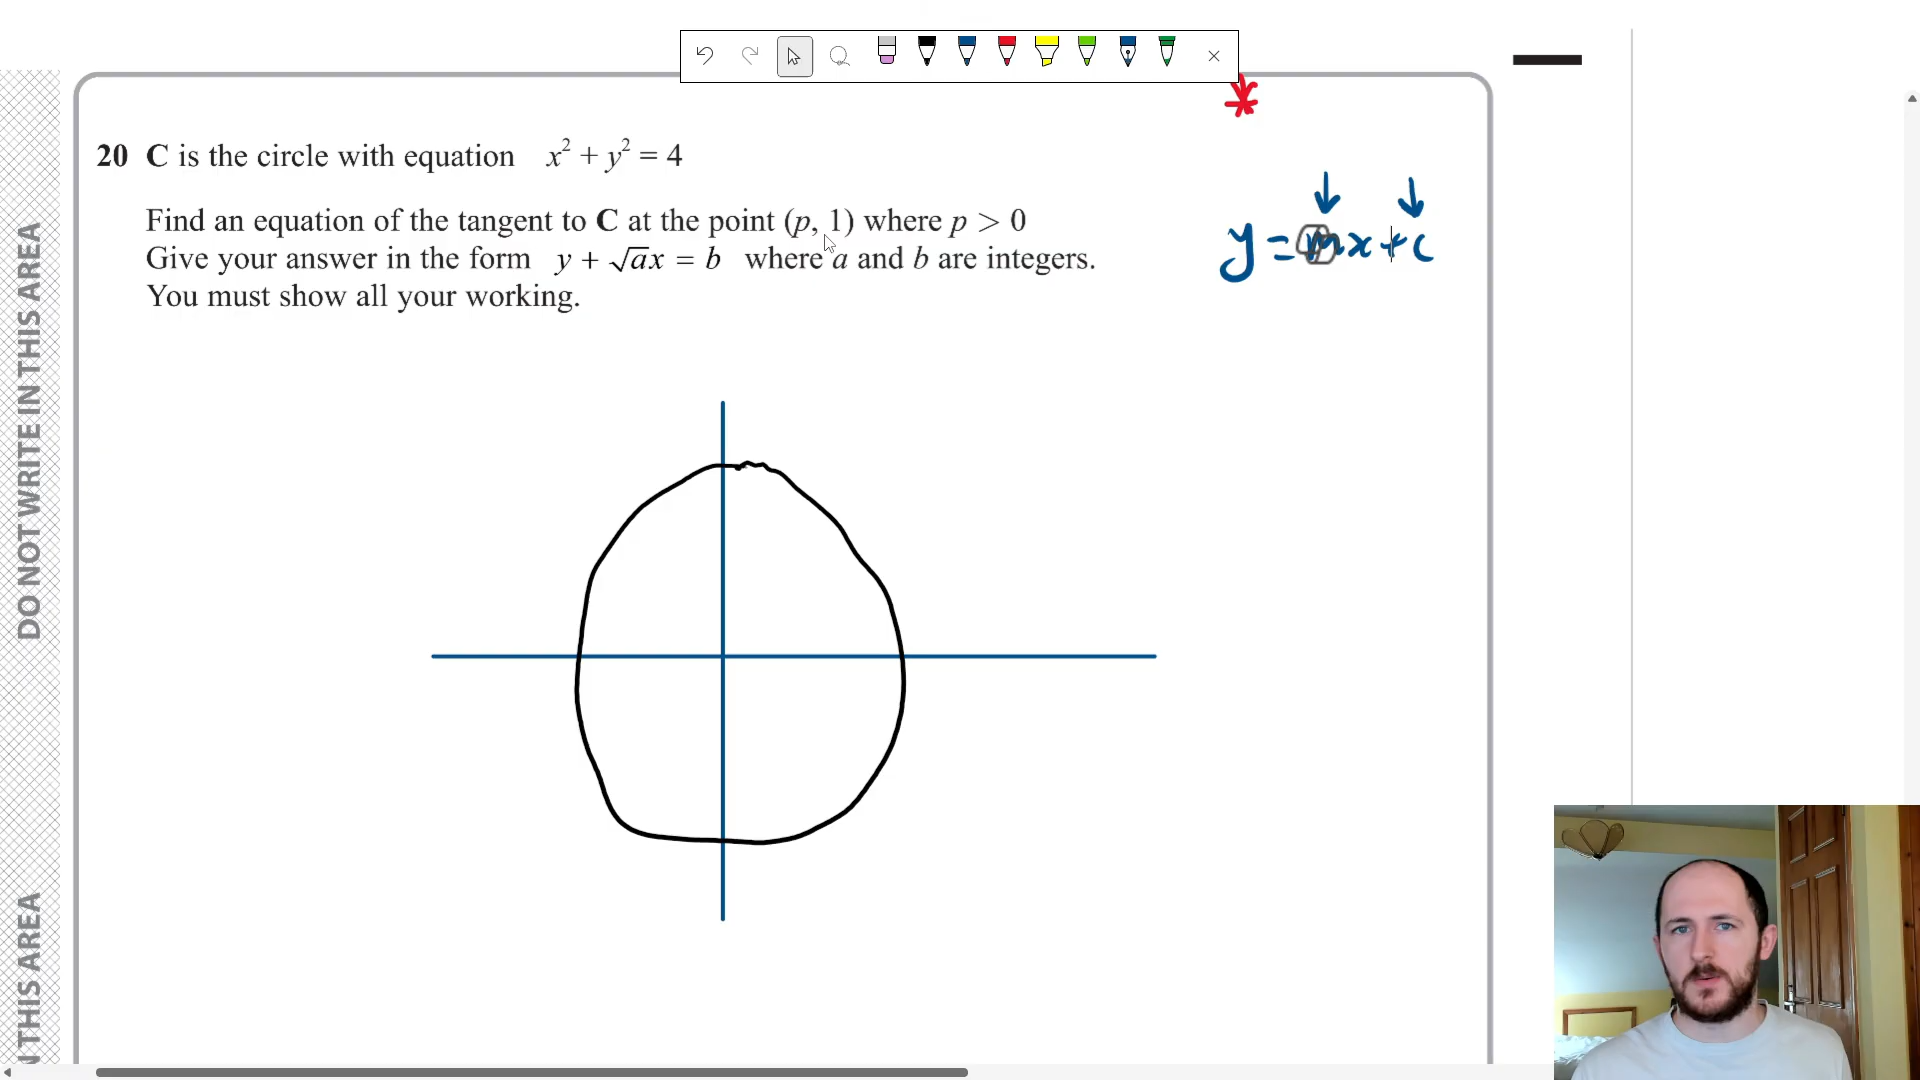 20 C is the circle with equation x² + y² = 4
Find an equation of the tangent to C at the point (p, 1) where p > 0
Give your answer in the form y + √ax = b where a and b are integers.
You must show all your working.
y = mx + c
DO NOT WRITE IN THIS AREA
N THIS AREA